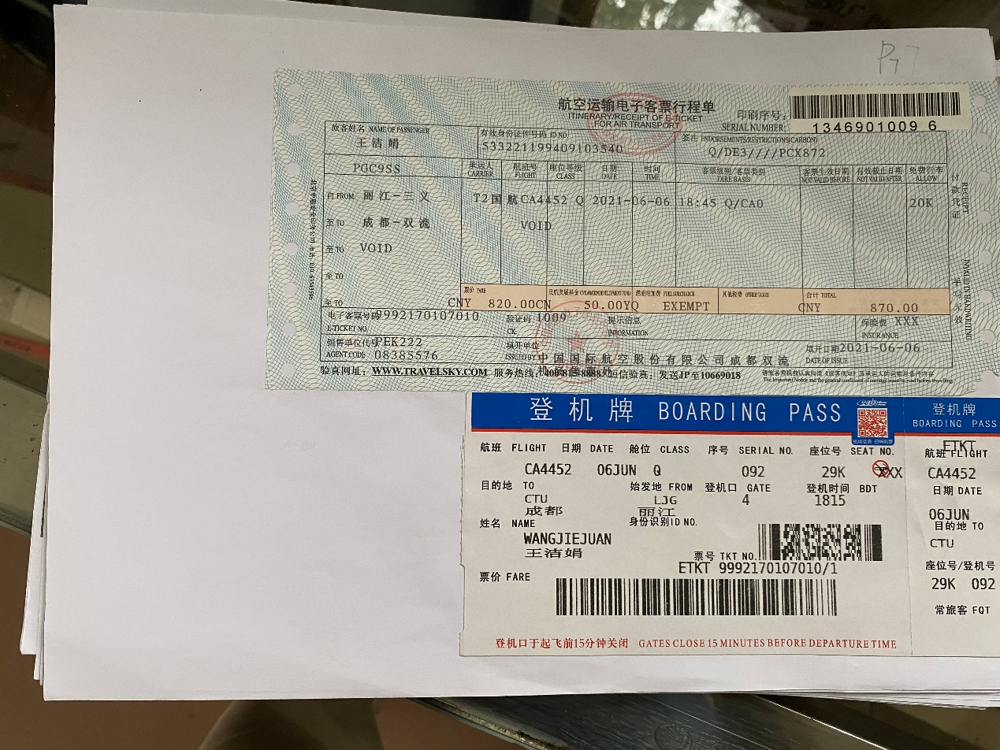 P77
航空运输电子客票行程单
ITINERARY/RECEIPT OF E-TICKET
FOR AIR TRANSPORT
印刷序号:
SERIAL NUMBER:
1346901009 6
旅客姓名 NAME OF PASSENGER
王洁娟
有效身份证件号码 ID NO.
533221199409103540
签注 ENDORSEMENTS/RESTRICTIONS(CARBON)
Q/DE3////PCX872
PGC9SS
承运人 CARRIER 航班号 FLIGHT 座位等级 CLASS 日期 DATE 时间 TIME 客票级别/客票类别 FARE BASIS 客票生效日期 NOT VALID BEFORE 有效截止日期 NOT VALID AFTER 免费行李 ALLOW
自 FROM 丽江-三义 T2 国航 CA4452 Q 2021-06-06 18:45 Q/CA0 20K
至 TO 成都-双流 VOID
至 TO VOID
至 TO
至 TO
票价 FARE 民航发展基金 CIVIL AVIATION DEVELOPMENT FUND 燃油附加费 FUEL SURCHARGE 其他税费 OTHER TAXES 合计 TOTAL
CNY 820.00CN 50.00YQ EXEMPT CNY 870.00
电子客票号码 9992170107010 验证码 1009 提示信息 保险费 XXX
E-TICKET NO. CK. INFORMATION INSURANCE
销售单位代号 PEK222 填开单位 填开日期 2021-06-06
AGENT CODE 08385576 ISSUED BY 中国国际航空股份有限公司成都双流 DATE OF ISSUE
验真网址: WWW.TRAVELSKY.COM 服务热线: 短信验真: 发送JP至10669018
The Important Notice and the general conditions of carriage must be read before travelling
付款凭证 RECEIPT
手写无效 INVALID IN HANDWRITING
登机牌 BOARDING PASS
航班 FLIGHT 日期 DATE 舱位 CLASS 序号 SERIAL NO. 座位号 SEAT NO.
CA4452 06JUN Q 092 29K XXX
目的地 TO 始发地 FROM 登机口 GATE 登机时间 BDT
CTU LJG 4 1815
成都 丽江
姓名 NAME 身份识别ID NO.
WANGJIEJUAN
王洁娟
票号 TKT NO.
ETKT 9992170107010/1
票价 FARE
登机口于起飞前15分钟关闭 GATES CLOSE 15 MINUTES BEFORE DEPARTURE TIME
登机牌
BOARDING PASS
ETKT
航班 FLIGHT
CA4452
日期 DATE
06JUN
目的地 TO
CTU
座位号/登机号
29K 092
常旅客 FQT